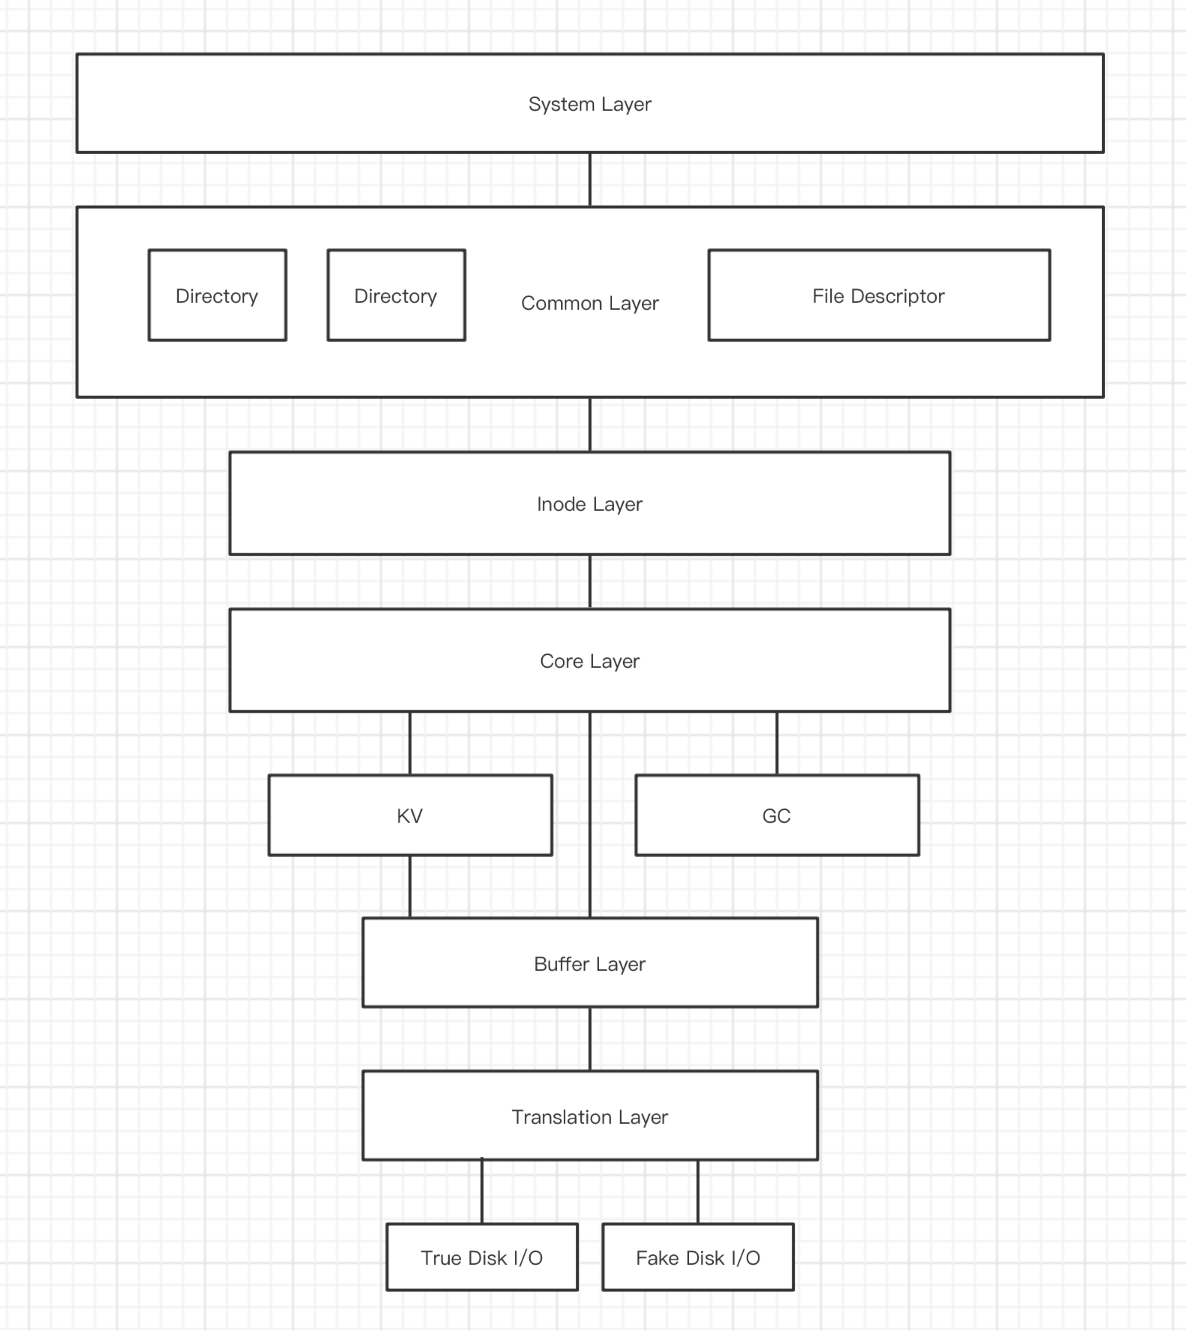 System Layer
Directory
Directory
Common Layer
File Descriptor
Inode Layer
Core Layer
KV
GC
Buffer Layer
Translation Layer
True Disk I/O
Fake Disk I/O